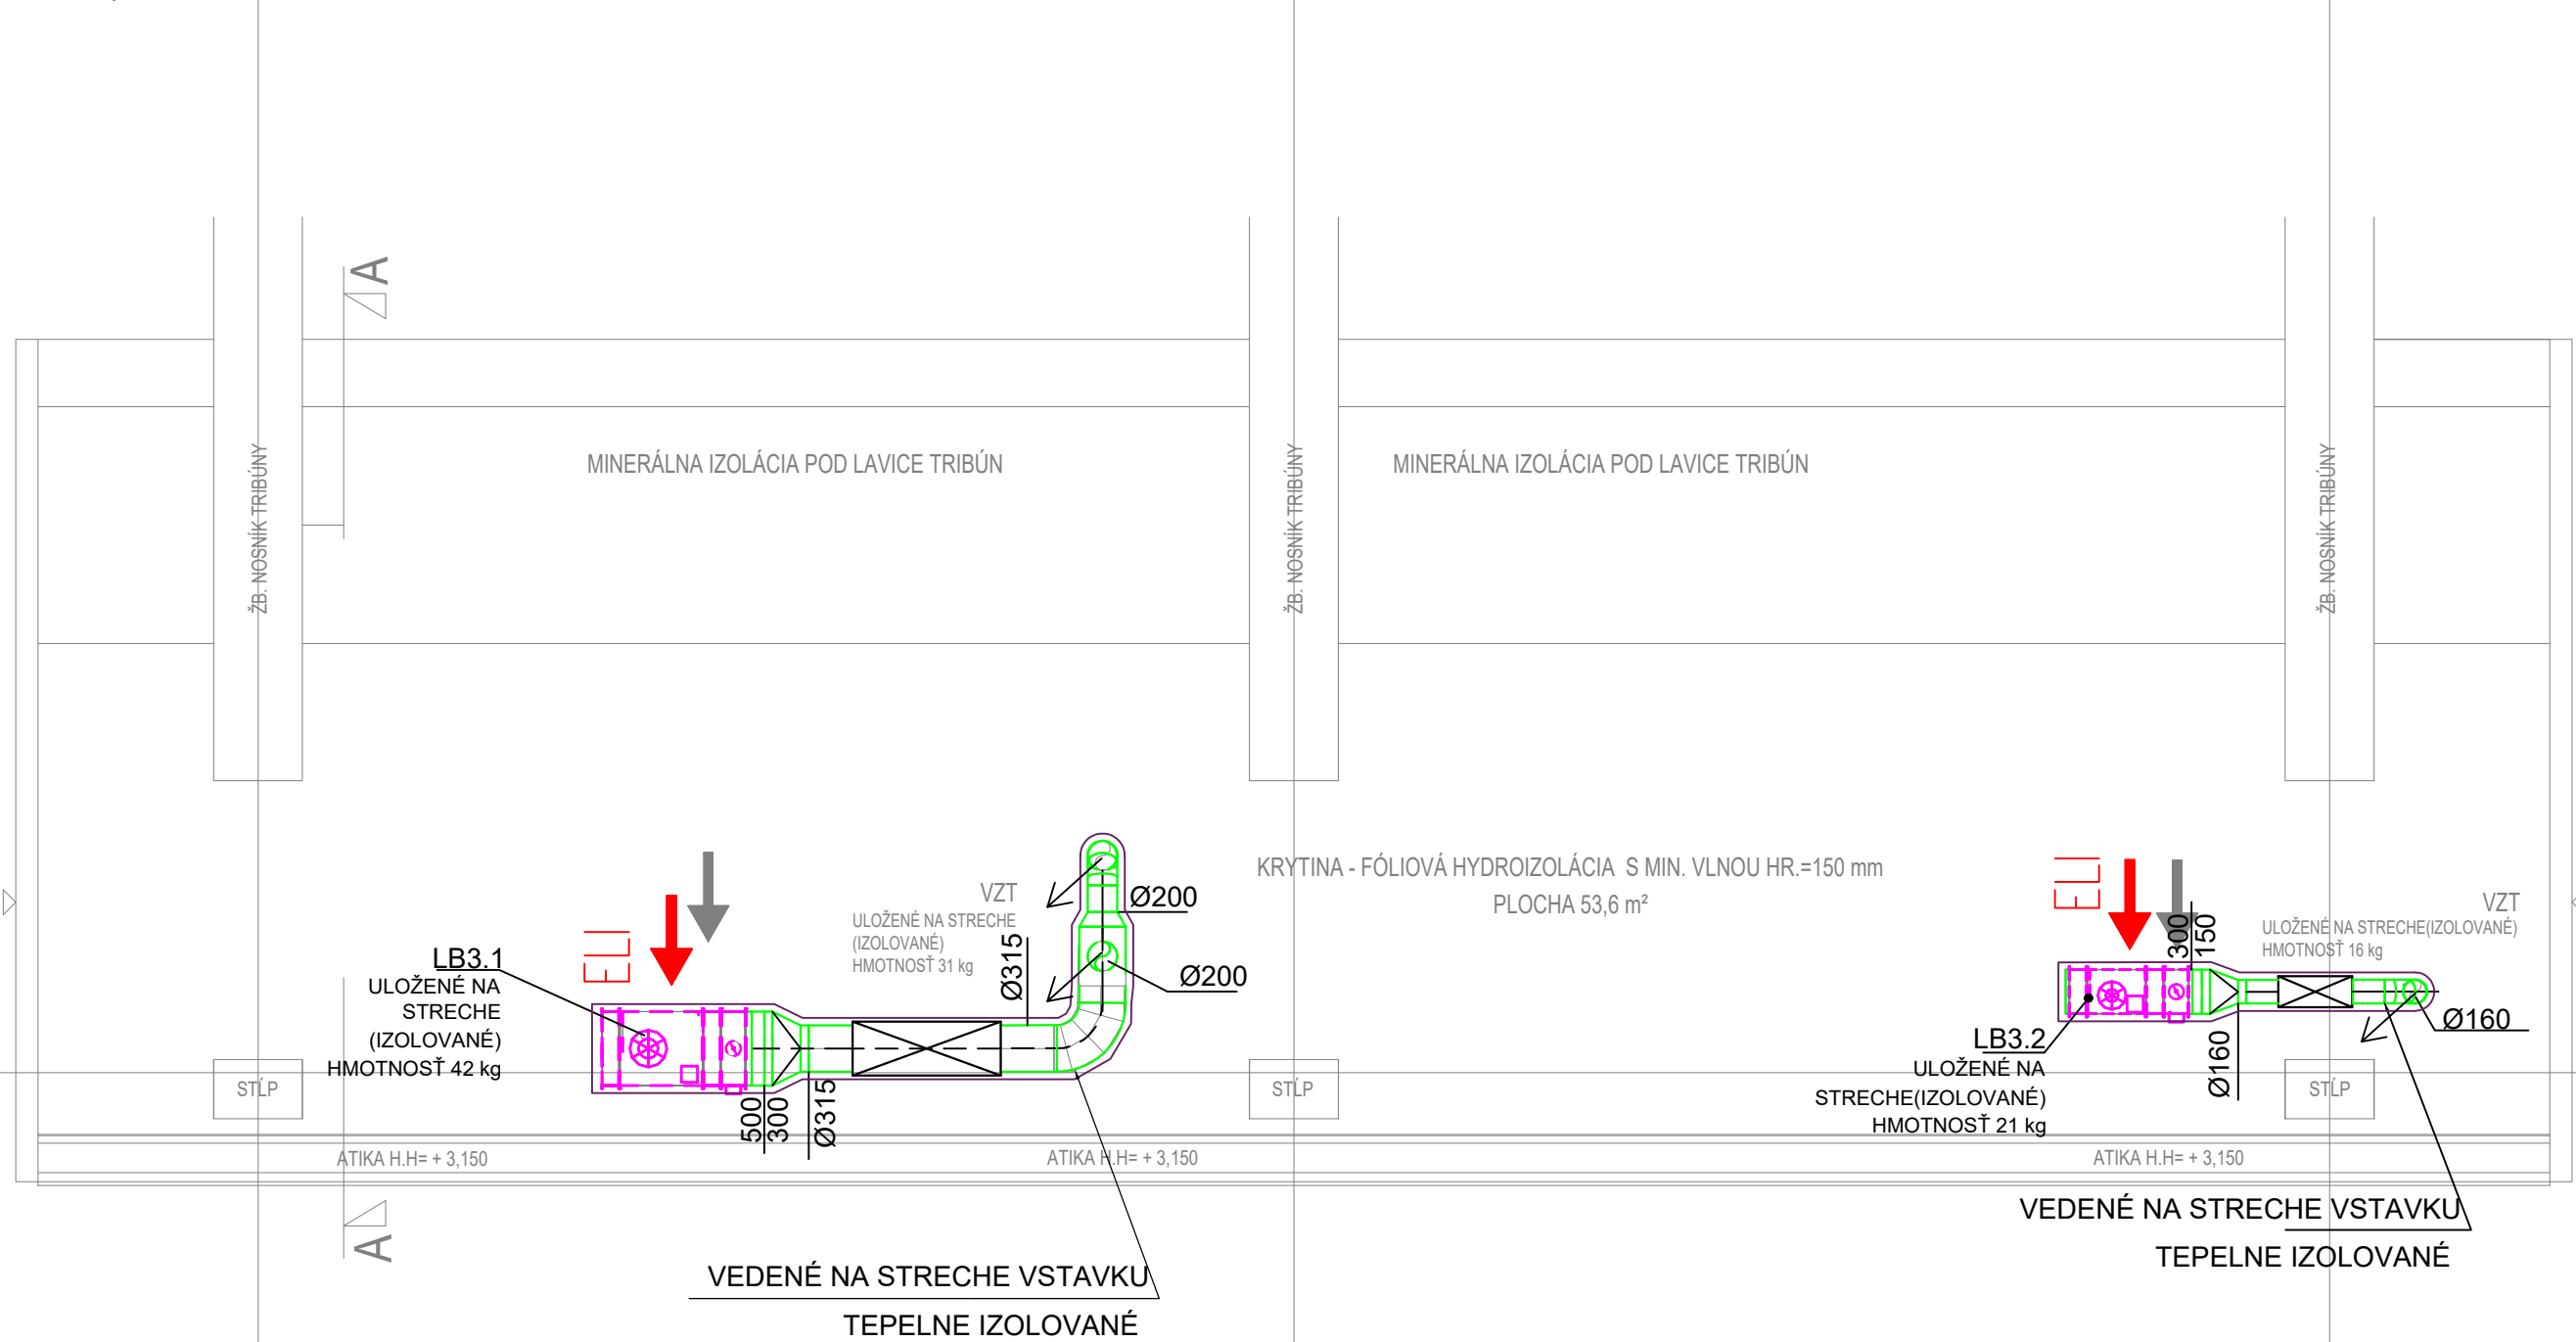 A
MINERÁLNA IZOLÁCIA POD LAVICE TRIBÚN
MINERÁLNA IZOLÁCIA POD LAVICE TRIBÚN
ŽB. NOSNÍK TRIBÚNY
ŽB. NOSNÍK TRIBÚNY
ŽB. NOSNÍK TRIBÚNY
KRYTINA - FÓLIOVÁ HYDROIZOLÁCIA S MIN. VLNOU HR.=150 mm
PLOCHA 53,6 m²
ELI
LB3.1
ULOŽENÉ NA
STRECHE
(IZOLOVANÉ)
HMOTNOSŤ 42 kg
VZT
ULOŽENÉ NA STRECHE
(IZOLOVANÉ)
HMOTNOSŤ 31 kg
Ø315
Ø200
Ø200
500
300
Ø315
ELI
300
150
VZT
ULOŽENÉ NA STRECHE(IZOLOVANÉ)
HMOTNOSŤ 16 kg
LB3.2
ULOŽENÉ NA
STRECHE(IZOLOVANÉ)
HMOTNOSŤ 21 kg
Ø160
Ø160
STĹP
STĹP
STĹP
ATIKA H.H= + 3,150
ATIKA H.H= + 3,150
ATIKA H.H= + 3,150
A
VEDENÉ NA STRECHE VSTAVKU
TEPELNE IZOLOVANÉ
VEDENÉ NA STRECHE VSTAVKU
TEPELNE IZOLOVANÉ